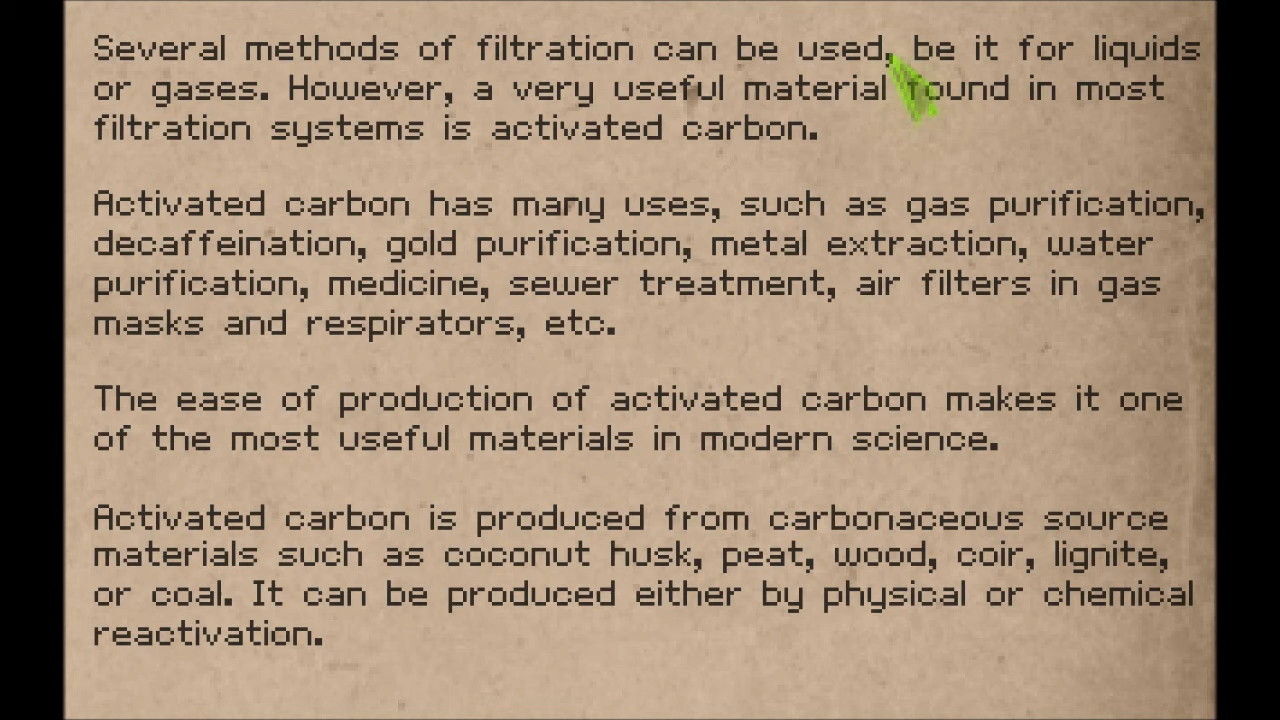 Several methods of filtration can be used, be it for liquids
or gases. However, a very useful material found in most
filtration systems is activated carbon.
Activated carbon has many uses, such as gas purification,
decaffeination, gold purification, metal extraction, water
purification, medicine, sewer treatment, air filters in gas
masks and respirators, etc.
The ease of production of activated carbon makes it one
of the most useful materials in modern science.
Activated carbon is produced from carbonaceous source
materials such as coconut husk, peat, wood, coir, lignite,
or coal. It can be produced either by physical or chemical
reactivation.